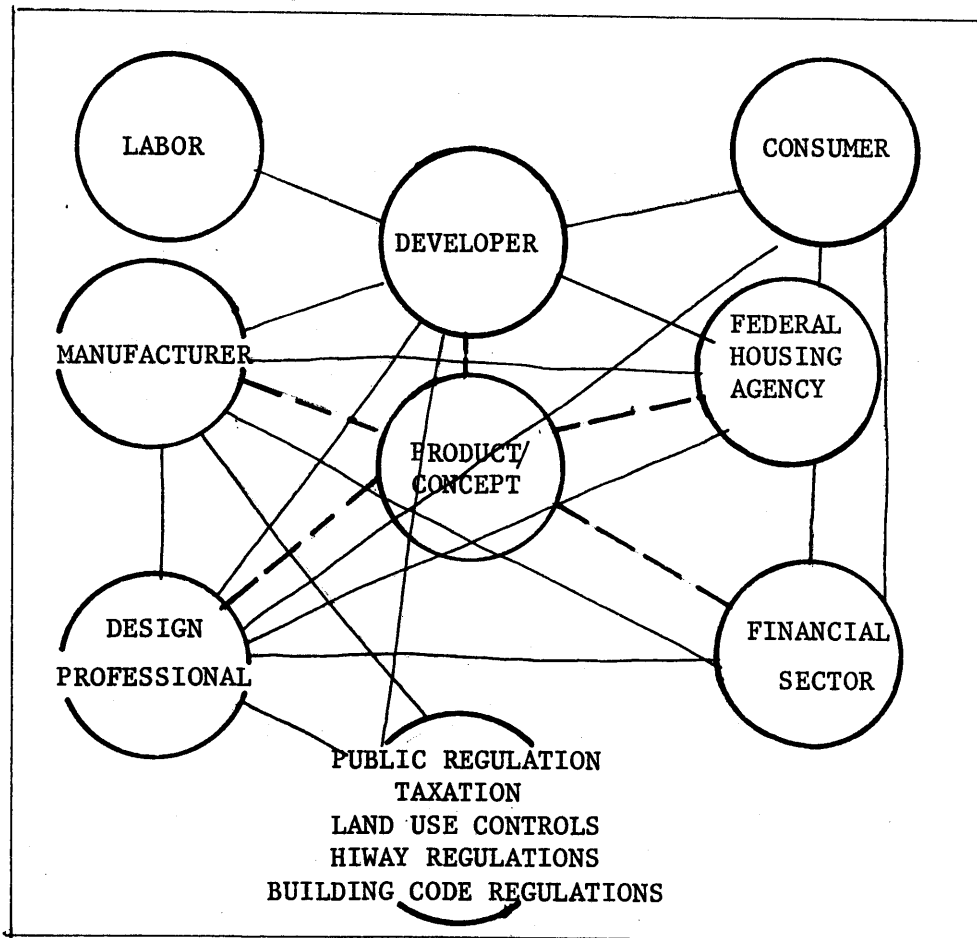 LABOR
CONSUMER
DEVELOPER
MANUFACTURER
FEDERAL
HOUSING
AGENCY
PRODUCT/
CONCEPT
DESIGN
PROFESSIONAL
FINANCIAL
SECTOR
PUBLIC REGULATION
TAXATION
LAND USE CONTROLS
HIWAY REGULATIONS
BUILDING CODE REGULATIONS